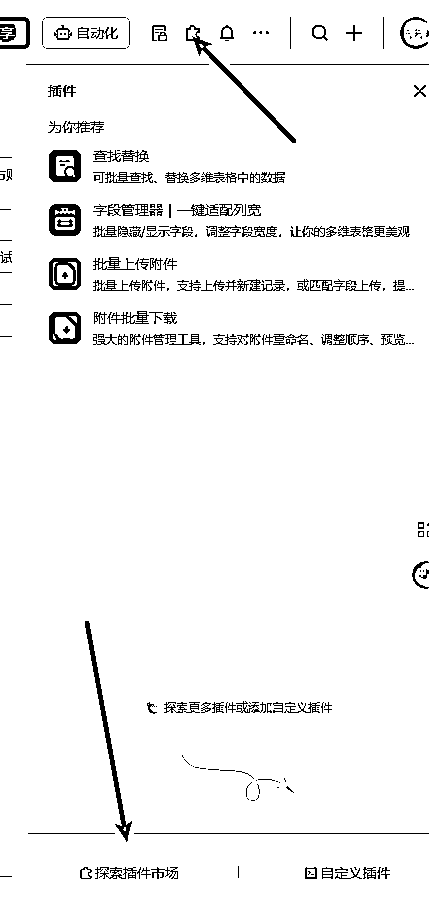 字 自动化
插件
为你推荐
查找替换
可批量查找、替换多维表格中的数据
字段管理器 | 一键适配列宽
批量隐藏/显示字段，调整字段宽度，让你的多维表格更美观
批量上传附件
批量上传附件，支持上传并新建记录，或匹配字段上传，提...
附件批量下载
强大的附件管理工具，支持对附件重命名、调整顺序、预览...
试
探索更多插件或添加自定义插件
探索插件市场 | 自定义插件